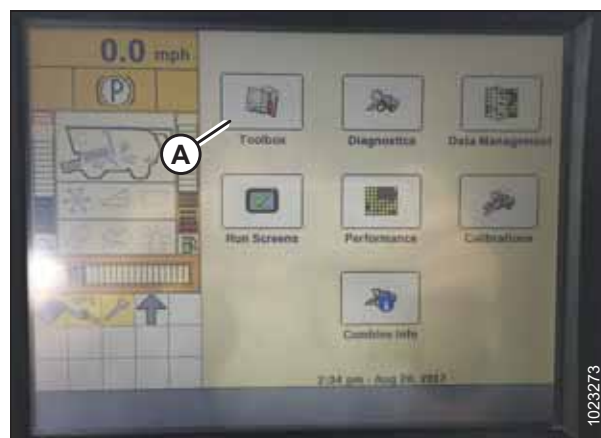 0.0 mph
(P)
A
Toolbox
Diagnostics
Data Management
Run Screens
Performance
Calibrations
Combine Info
2:34 pm - Aug 29, 2017
1023273